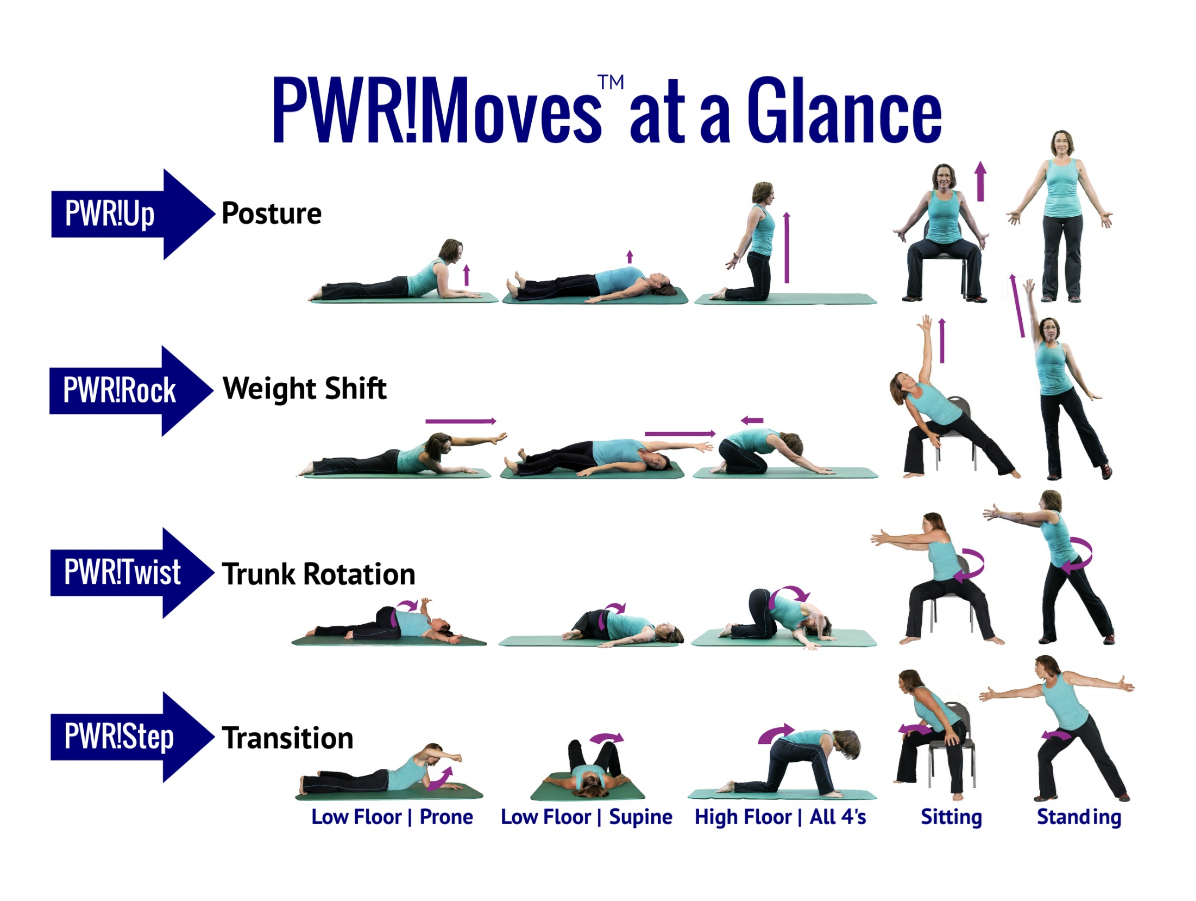 PWR!Moves™ at a Glance
PWR!Up
Posture
PWR!Rock
Weight Shift
PWR!Twist
Trunk Rotation
PWR!Step
Transition
Low Floor | Prone
Low Floor | Supine
High Floor | All 4's
Sitting
Standing